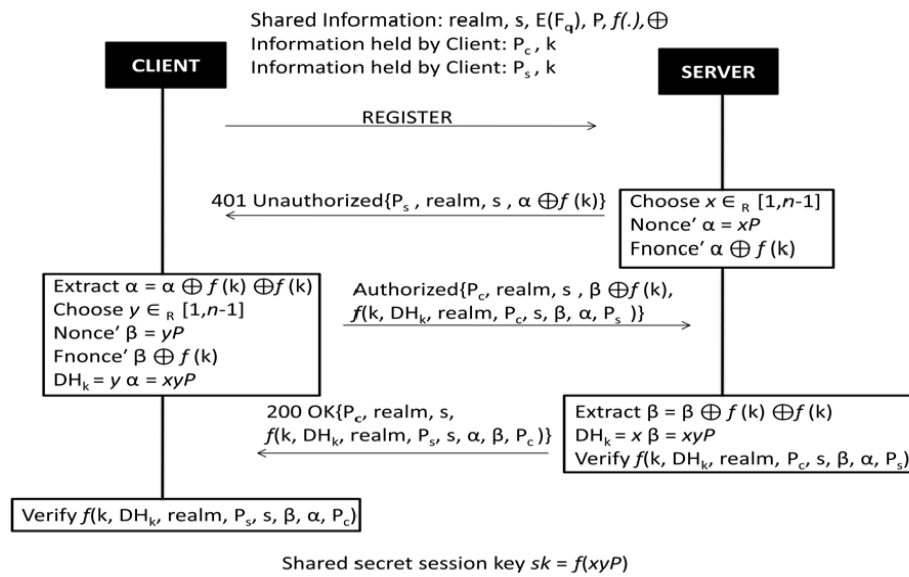 Shared Information: realm, s, E(F_q), P, f(.), ⊕
Information held by Client: P_c , k
Information held by Client: P_s , k
CLIENT
SERVER
REGISTER
401 Unauthorized{P_s , realm, s , α ⊕f (k)}
Choose x ∈ _R [1,n-1]
Nonce’ α = xP
Fnonce’ α ⊕ f (k)
Extract α = α ⊕ f (k) ⊕f (k)
Choose y ∈ _R [1,n-1]
Nonce’ β = yP
Fnonce’ β ⊕ f (k)
DH_k = y α = xyP
Authorized{P_c, realm, s , β ⊕f (k),
f(k, DH_k, realm, P_c, s, β, α, P_s )}
200 OK{P_c, realm, s,
f(k, DH_k, realm, P_s, s, α, β, P_c )}
Extract β = β ⊕ f (k) ⊕f (k)
DH_k = x β = xyP
Verify f(k, DH_k, realm, P_c, s, β, α, P_s)
Verify f(k, DH_k, realm, P_s, s, β, α, P_c)
Shared secret session key sk = f(xyP)